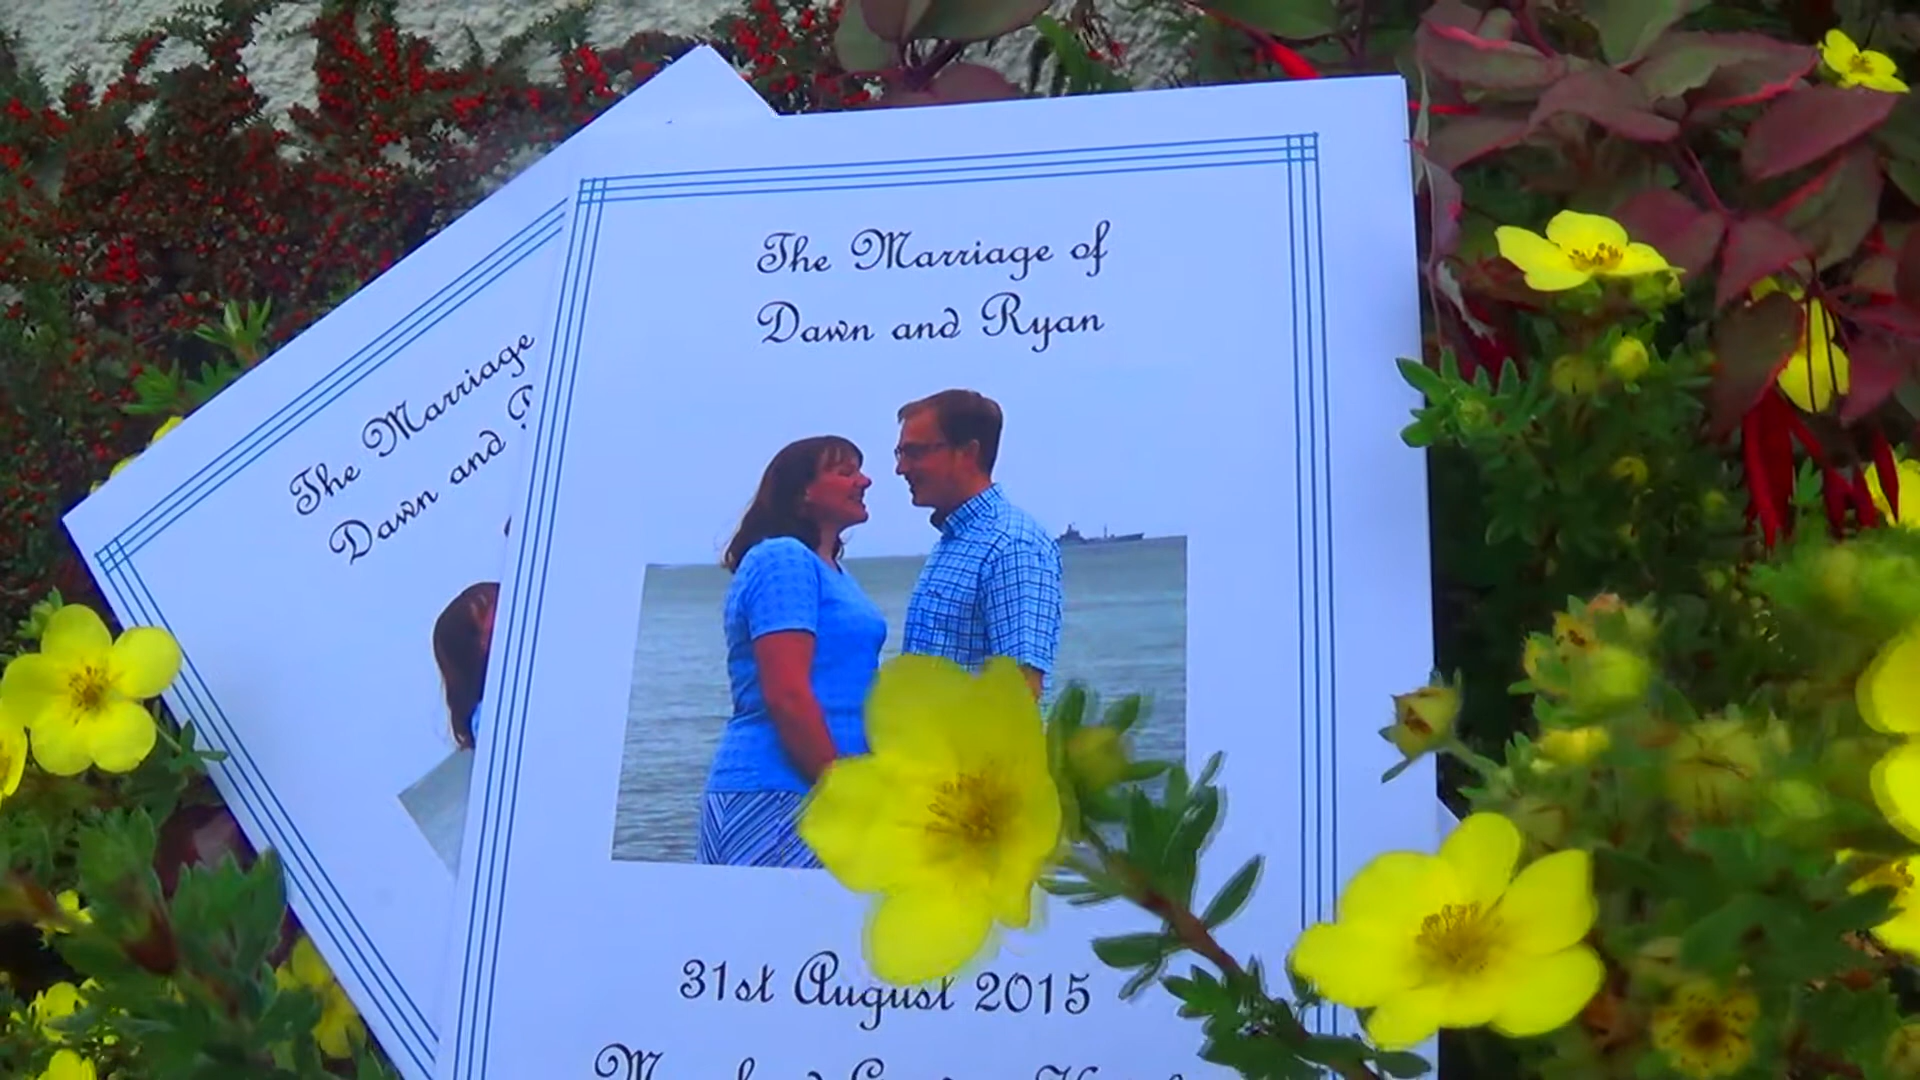 The Marriage of
Dawn and Ryan
31st August 2015
The Marriage
Dawn and